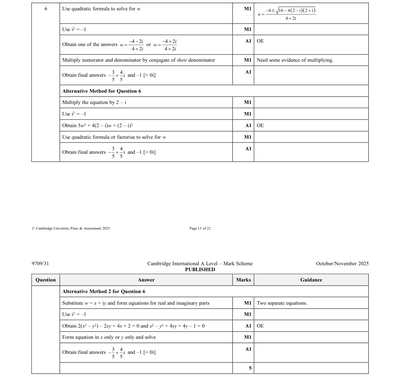 6 Use quadratic formula to solve for w M1 w = (−4 ± √(16 − 4(2 − i)(2 + i))) / (4 + 2i)
Use i² = −1 M1
Obtain one of the answers w = (−4 − 2i)/(4 + 2i) or w = (−4 + 2i)/(4 + 2i) A1 OE
Multiply numerator and denominator by conjugate of their denominator M1 Need some evidence of multiplying.
Obtain final answers −3/5 + 4/5 i and −1 [+ 0i] A1
Alternative Method for Question 6
Multiply the equation by 2 − i M1
Use i² = −1 M1
Obtain 5w² + 4(2 − i)w + (2 − i)² A1 OE
Use quadratic formula or factorise to solve for w M1
Obtain final answers −3/5 + 4/5 i and −1 [+ 0i] A1
© Cambridge University Press & Assessment 2025 Page 13 of 22
9709/31 Cambridge International A Level – Mark Scheme October/November 2025
PUBLISHED
Question Answer Marks Guidance
Alternative Method 2 for Question 6
Substitute w = x + iy and form equations for real and imaginary parts M1 Two separate equations.
Use i² = −1 M1
Obtain 2(x² − y²) − 2xy + 4x + 2 = 0 and x² − y² + 4xy + 4y − 1 = 0 A1 OE
Form equation in x only or y only and solve M1
Obtain final answers −3/5 + 4/5 i and −1 [+ 0i] A1
5